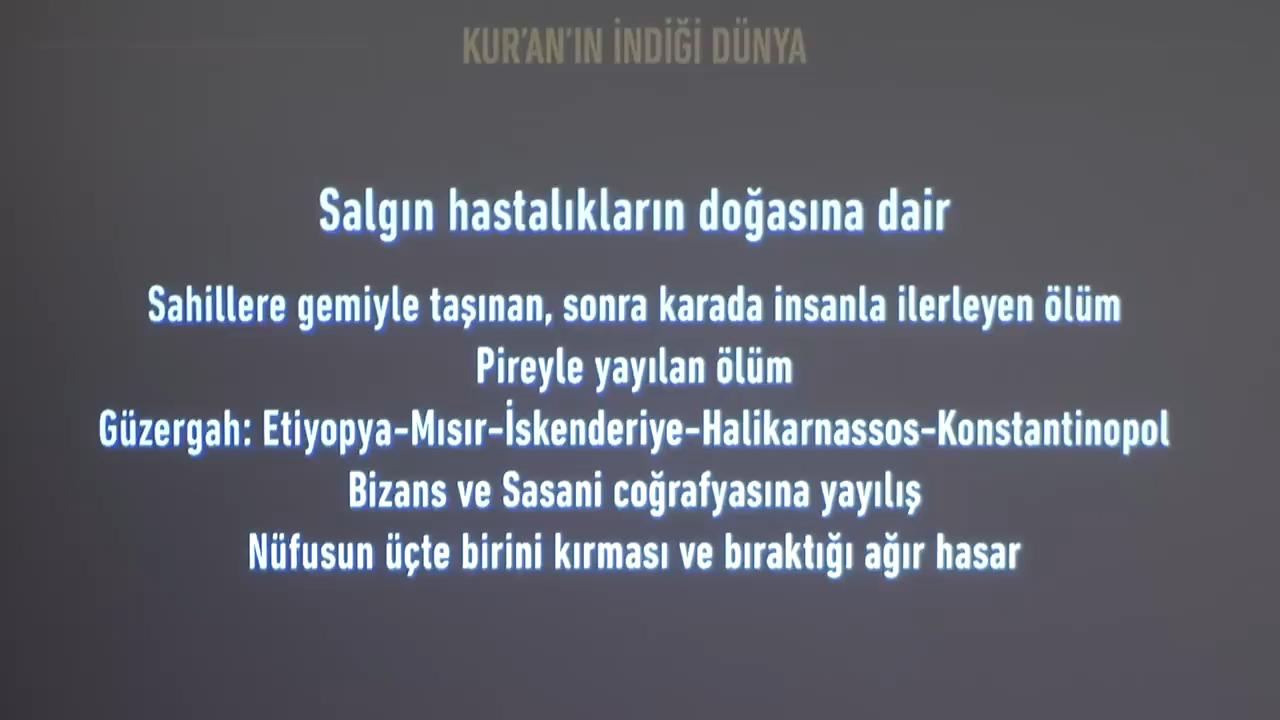 KUR'AN'IN İNDİĞİ DÜNYA
Salgın hastalıkların doğasına dair
Sahillere gemiyle taşınan, sonra karada insanla ilerleyen ölüm
Pireyle yayılan ölüm
Güzergah: Etiyopya-Mısır-İskenderiye-Halikarnassos-Konstantinopol
Bizans ve Sasani coğrafyasına yayılış
Nüfusun üçte birini kırması ve bıraktığı ağır hasar